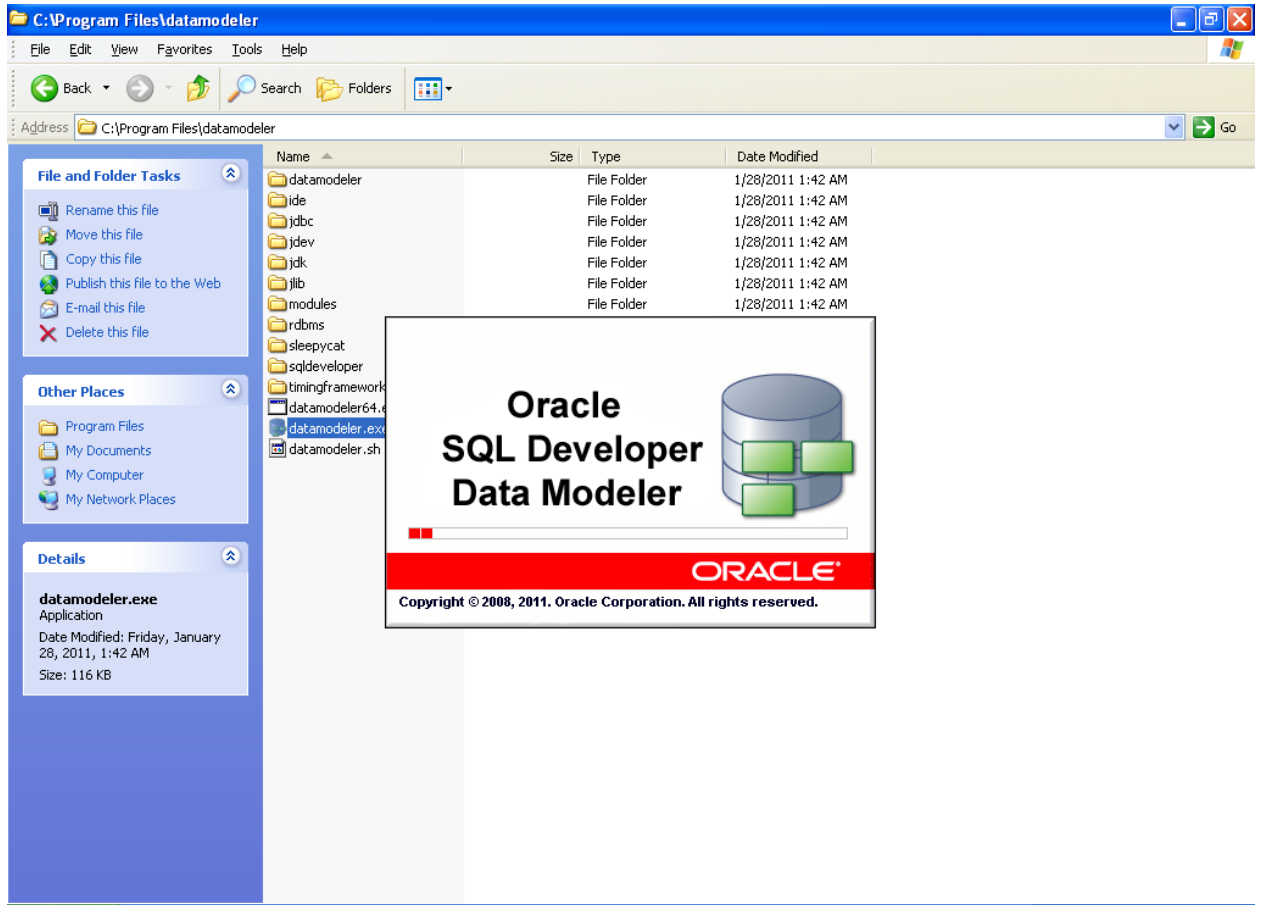 C:\Program Files\datamodeler
File Edit View Favorites Tools Help
Back Search Folders
Address C:\Program Files\datamodeler Go
File and Folder Tasks
Rename this file
Move this file
Copy this file
Publish this file to the Web
E-mail this file
Delete this file
Other Places
Program Files
My Documents
My Computer
My Network Places
Details
datamodeler.exe
Application
Date Modified: Friday, January
28, 2011, 1:42 AM
Size: 116 KB
Name Size Type Date Modified
datamodeler File Folder 1/28/2011 1:42 AM
ide File Folder 1/28/2011 1:42 AM
jdbc File Folder 1/28/2011 1:42 AM
jdev File Folder 1/28/2011 1:42 AM
jdk File Folder 1/28/2011 1:42 AM
jlib File Folder 1/28/2011 1:42 AM
modules File Folder 1/28/2011 1:42 AM
rdbms
sleepycat
sqldeveloper
timingframework
datamodeler64.e
datamodeler.exe
datamodeler.sh
Oracle
SQL Developer
Data Modeler
ORACLE
Copyright © 2008, 2011. Oracle Corporation. All rights reserved.